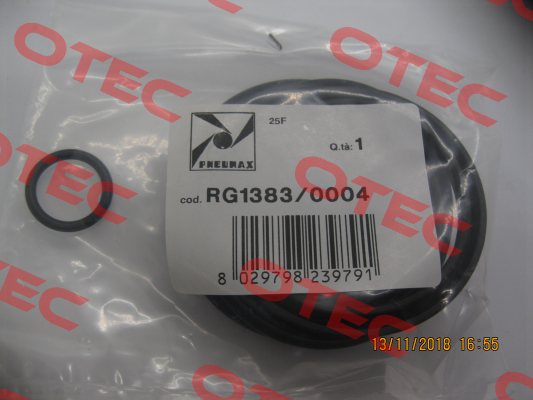 OTEC
OTEC
OTEC
25F
Q.tà: 1
PNEUMAX
cod. RG1383/0004
8 029798 239791
OTEC
OTEC
OTEC
13/11/2018 16:55